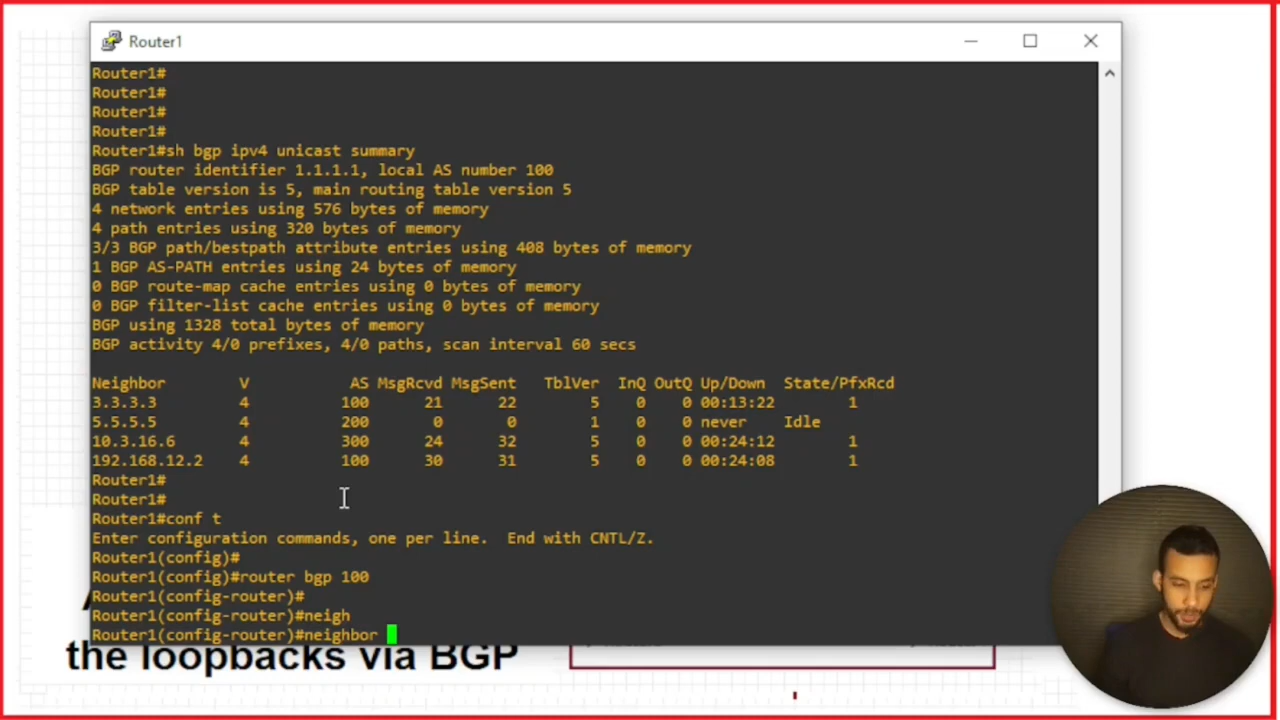 Router1
Router1#
Router1#
Router1#
Router1#
Router1#sh bgp ipv4 unicast summary
BGP router identifier 1.1.1.1, local AS number 100
BGP table version is 5, main routing table version 5
4 network entries using 576 bytes of memory
4 path entries using 320 bytes of memory
3/3 BGP path/bestpath attribute entries using 408 bytes of memory
1 BGP AS-PATH entries using 24 bytes of memory
0 BGP route-map cache entries using 0 bytes of memory
0 BGP filter-list cache entries using 0 bytes of memory
BGP using 1328 total bytes of memory
BGP activity 4/0 prefixes, 4/0 paths, scan interval 60 secs
Neighbor V AS MsgRcvd MsgSent TblVer InQ OutQ Up/Down State/PfxRcd
3.3.3.3 4 100 21 22 5 0 0 00:13:22 1
5.5.5.5 4 200 0 0 1 0 0 never Idle
10.3.16.6 4 300 24 32 5 0 0 00:24:12 1
192.168.12.2 4 100 30 31 5 0 0 00:24:08 1
Router1#
Router1#
Router1#conf t
Enter configuration commands, one per line. End with CNTL/Z.
Router1(config)#
Router1(config)#router bgp 100
Router1(config-router)#
Router1(config-router)#neigh
Router1(config-router)#neighbor
the loopbacks via BGP